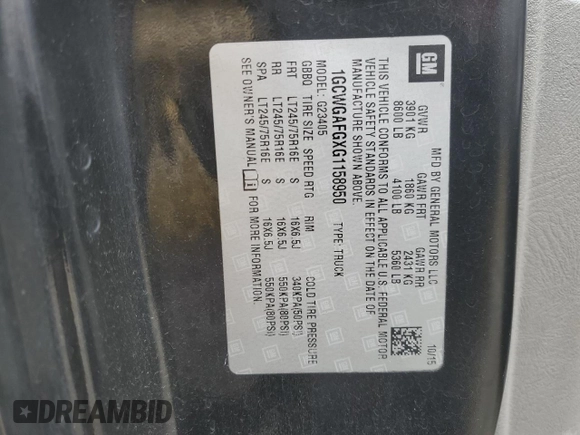 GM
MFD BY GENERAL MOTORS LLC
10/15
GVWR GAWR FRT GAWR RR
3901 KG 1860 KG 2431 KG
8600 LB 4100 LB 5360 LB
THIS VEHICLE CONFORMS TO ALL APPLICABLE U.S. FEDERAL MOTOR
VEHICLE SAFETY STANDARDS IN EFFECT ON THE DATE OF
MANUFACTURE SHOWN ABOVE.
1GCWGAFGXG1158950 TYPE: TRUCK
MODEL: G23405
GBBQ TIRE SIZE SPEED RTG RIM COLD TIRE PRESSURE
FRT LT245/75R16E S 16X6.5J 340KPA(50PSI)
RR LT245/75R16E S 16X6.5J 550KPA(80PSI)
SPA LT245/75R16E S 16X6.5J 550KPA(80PSI)
SEE OWNER'S MANUAL FOR MORE INFORMATION.
DREAMBID